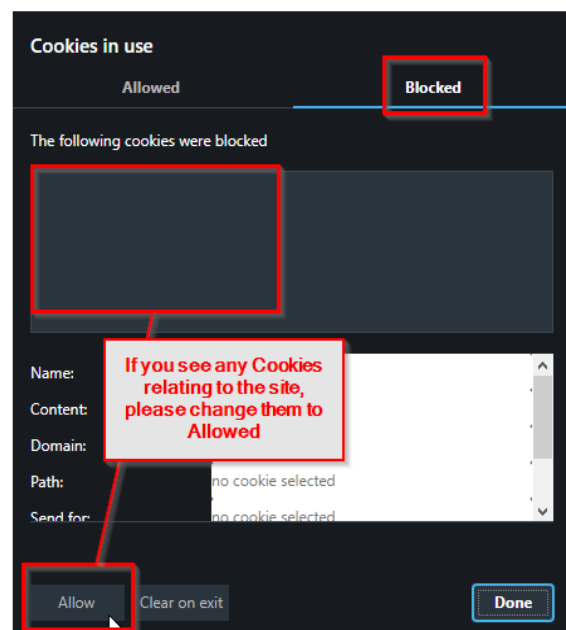 Cookies in use
Allowed Blocked
The following cookies were blocked
If you see any Cookies
relating to the site,
please change them to
Allowed
Name:
Content:
Domain:
Path: no cookie selected
Send for: no cookie selected
Allow Clear on exit Done